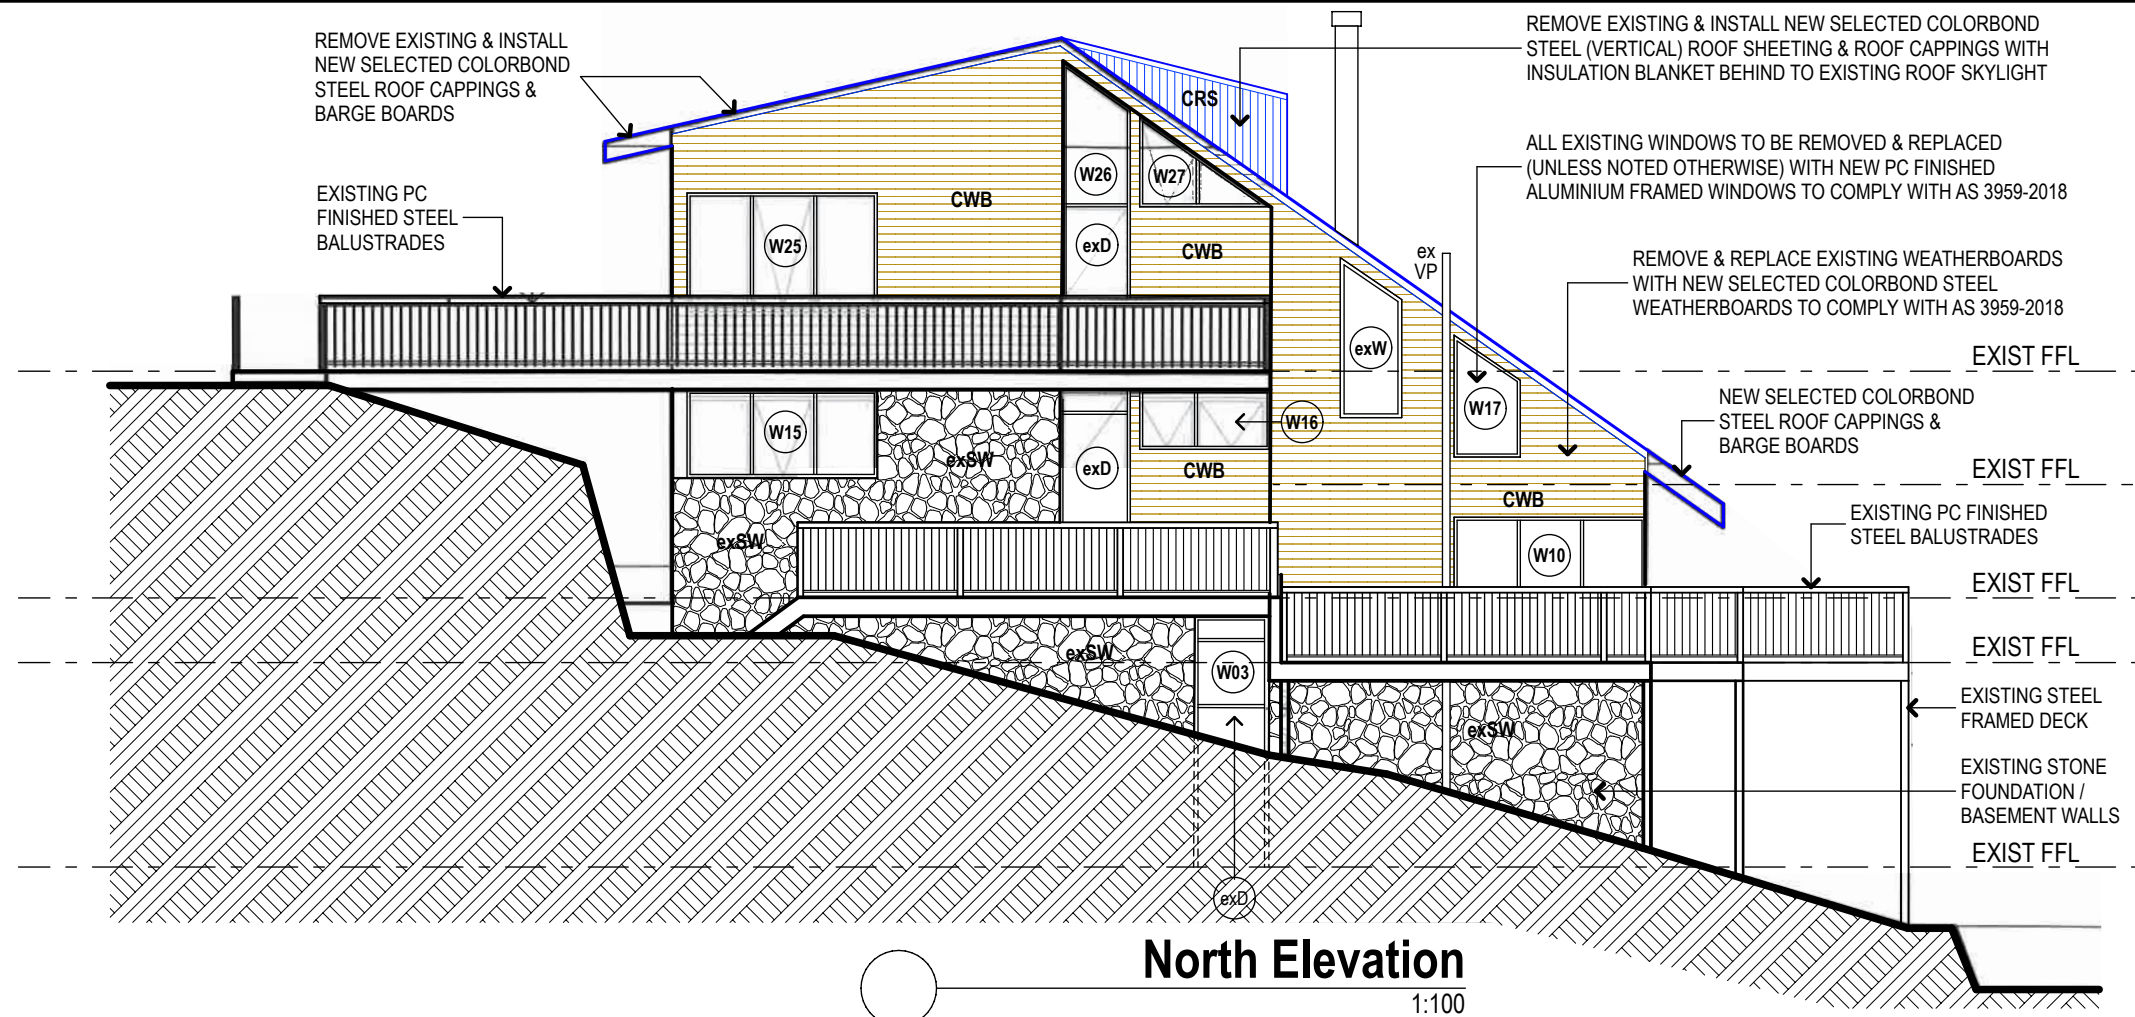 REMOVE EXISTING & INSTALL
NEW SELECTED COLORBOND
STEEL ROOF CAPPINGS &
BARGE BOARDS
EXISTING PC
FINISHED STEEL
BALUSTRADES
REMOVE EXISTING & INSTALL NEW SELECTED COLORBOND
STEEL (VERTICAL) ROOF SHEETING & ROOF CAPPINGS WITH
INSULATION BLANKET BEHIND TO EXISTING ROOF SKYLIGHT
ALL EXISTING WINDOWS TO BE REMOVED & REPLACED
(UNLESS NOTED OTHERWISE) WITH NEW PC FINISHED
ALUMINIUM FRAMED WINDOWS TO COMPLY WITH AS 3959-2018
REMOVE & REPLACE EXISTING WEATHERBOARDS
WITH NEW SELECTED COLORBOND STEEL
WEATHERBOARDS TO COMPLY WITH AS 3959-2018
EXIST FFL
NEW SELECTED COLORBOND
STEEL ROOF CAPPINGS &
BARGE BOARDS
EXIST FFL
EXISTING PC FINISHED
STEEL BALUSTRADES
EXIST FFL
EXIST FFL
EXISTING STEEL
FRAMED DECK
EXISTING STONE
FOUNDATION /
BASEMENT WALLS
EXIST FFL
CRS
W26
W27
CWB
W25
exD
CWB
ex
VP
exW
W17
W15
W16
exSW
exD
CWB
CWB
exSW
W10
exSW
W03
exSW
exD
North Elevation
1:100